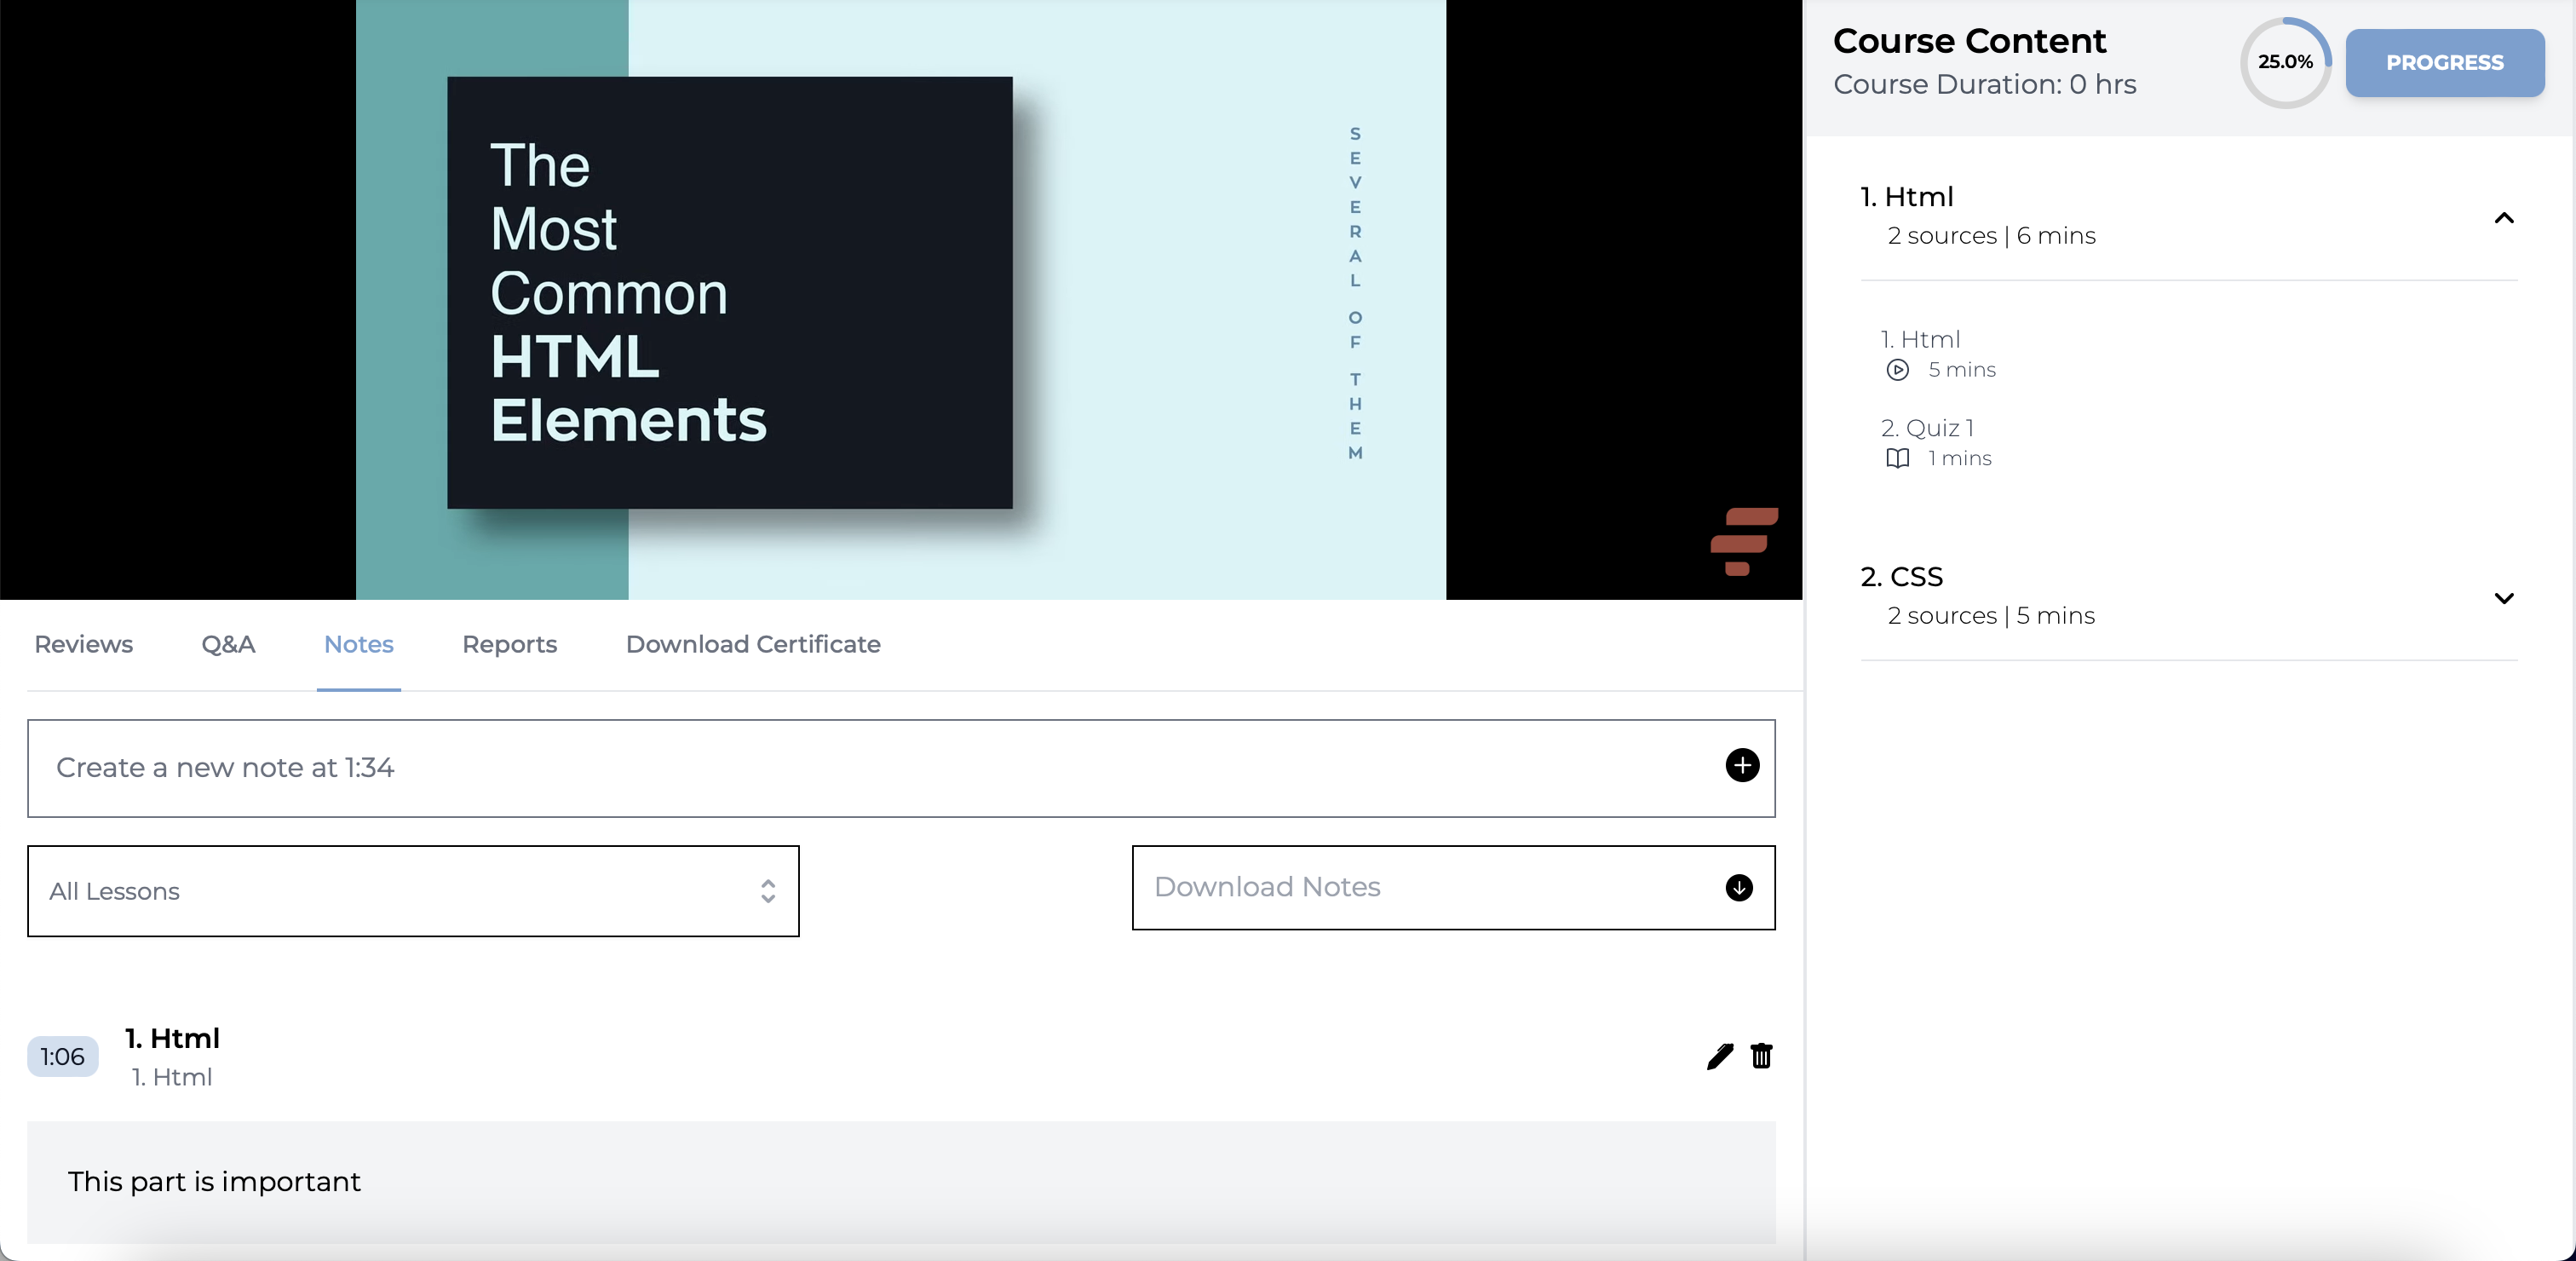 The
Most
Common
HTML
Elements
SEVERAL OF THEM
Reviews
Q&A
Notes
Reports
Download Certificate
Create a new note at 1:34
All Lessons
Download Notes
1:06
1. Html
1. Html
This part is important
Course Content
Course Duration: 0 hrs
25.0%
PROGRESS
1. Html
2 sources | 6 mins
1. Html
5 mins
2. Quiz 1
1 mins
2. CSS
2 sources | 5 mins